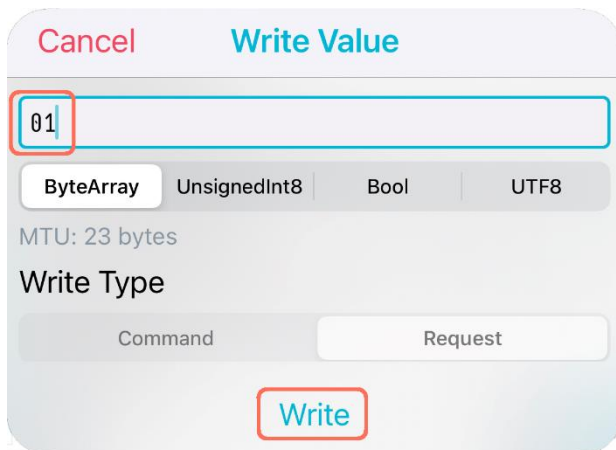 Cancel Write Value
01
ByteArray UnsignedInt8 Bool UTF8
MTU: 23 bytes
Write Type
Command Request
Write